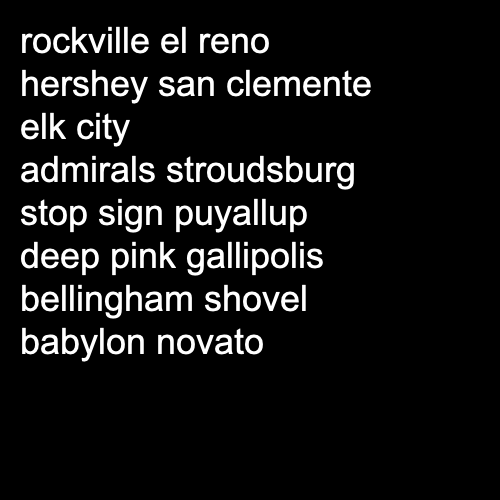 rockville el reno
hershey san clemente
elk city
admirals stroudsburg
stop sign puyallup
deep pink gallipolis
bellingham shovel
babylon novato